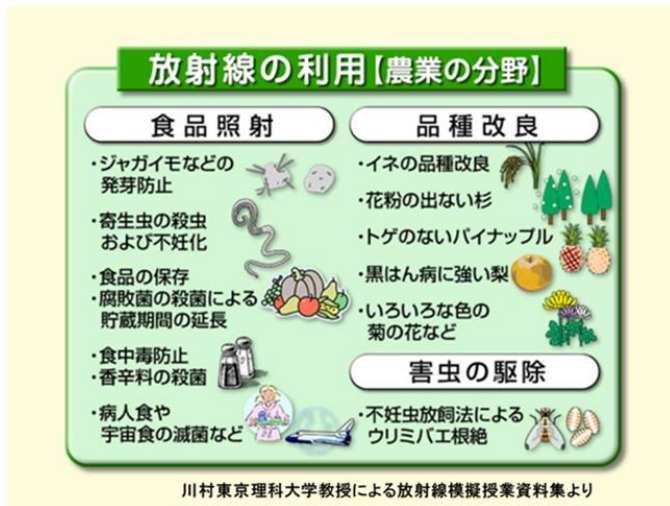 放射線の利用【農業の分野】
食品照射
・ジャガイモなどの
発芽防止
・寄生虫の殺虫
および不妊化
・食品の保存
・腐敗菌の殺菌による
貯蔵期間の延長
・食中毒防止
・香辛料の殺菌
・病人食や
宇宙食の滅菌など
品種改良
・イネの品種改良
・花粉の出ない杉
・トゲのないパイナップル
・黒はん病に強い梨
・いろいろな色の
菊の花など
害虫の駆除
・不妊虫放飼法による
ウリミバエ根絶
川村東京理科大学教授による放射線模擬授業資料集より